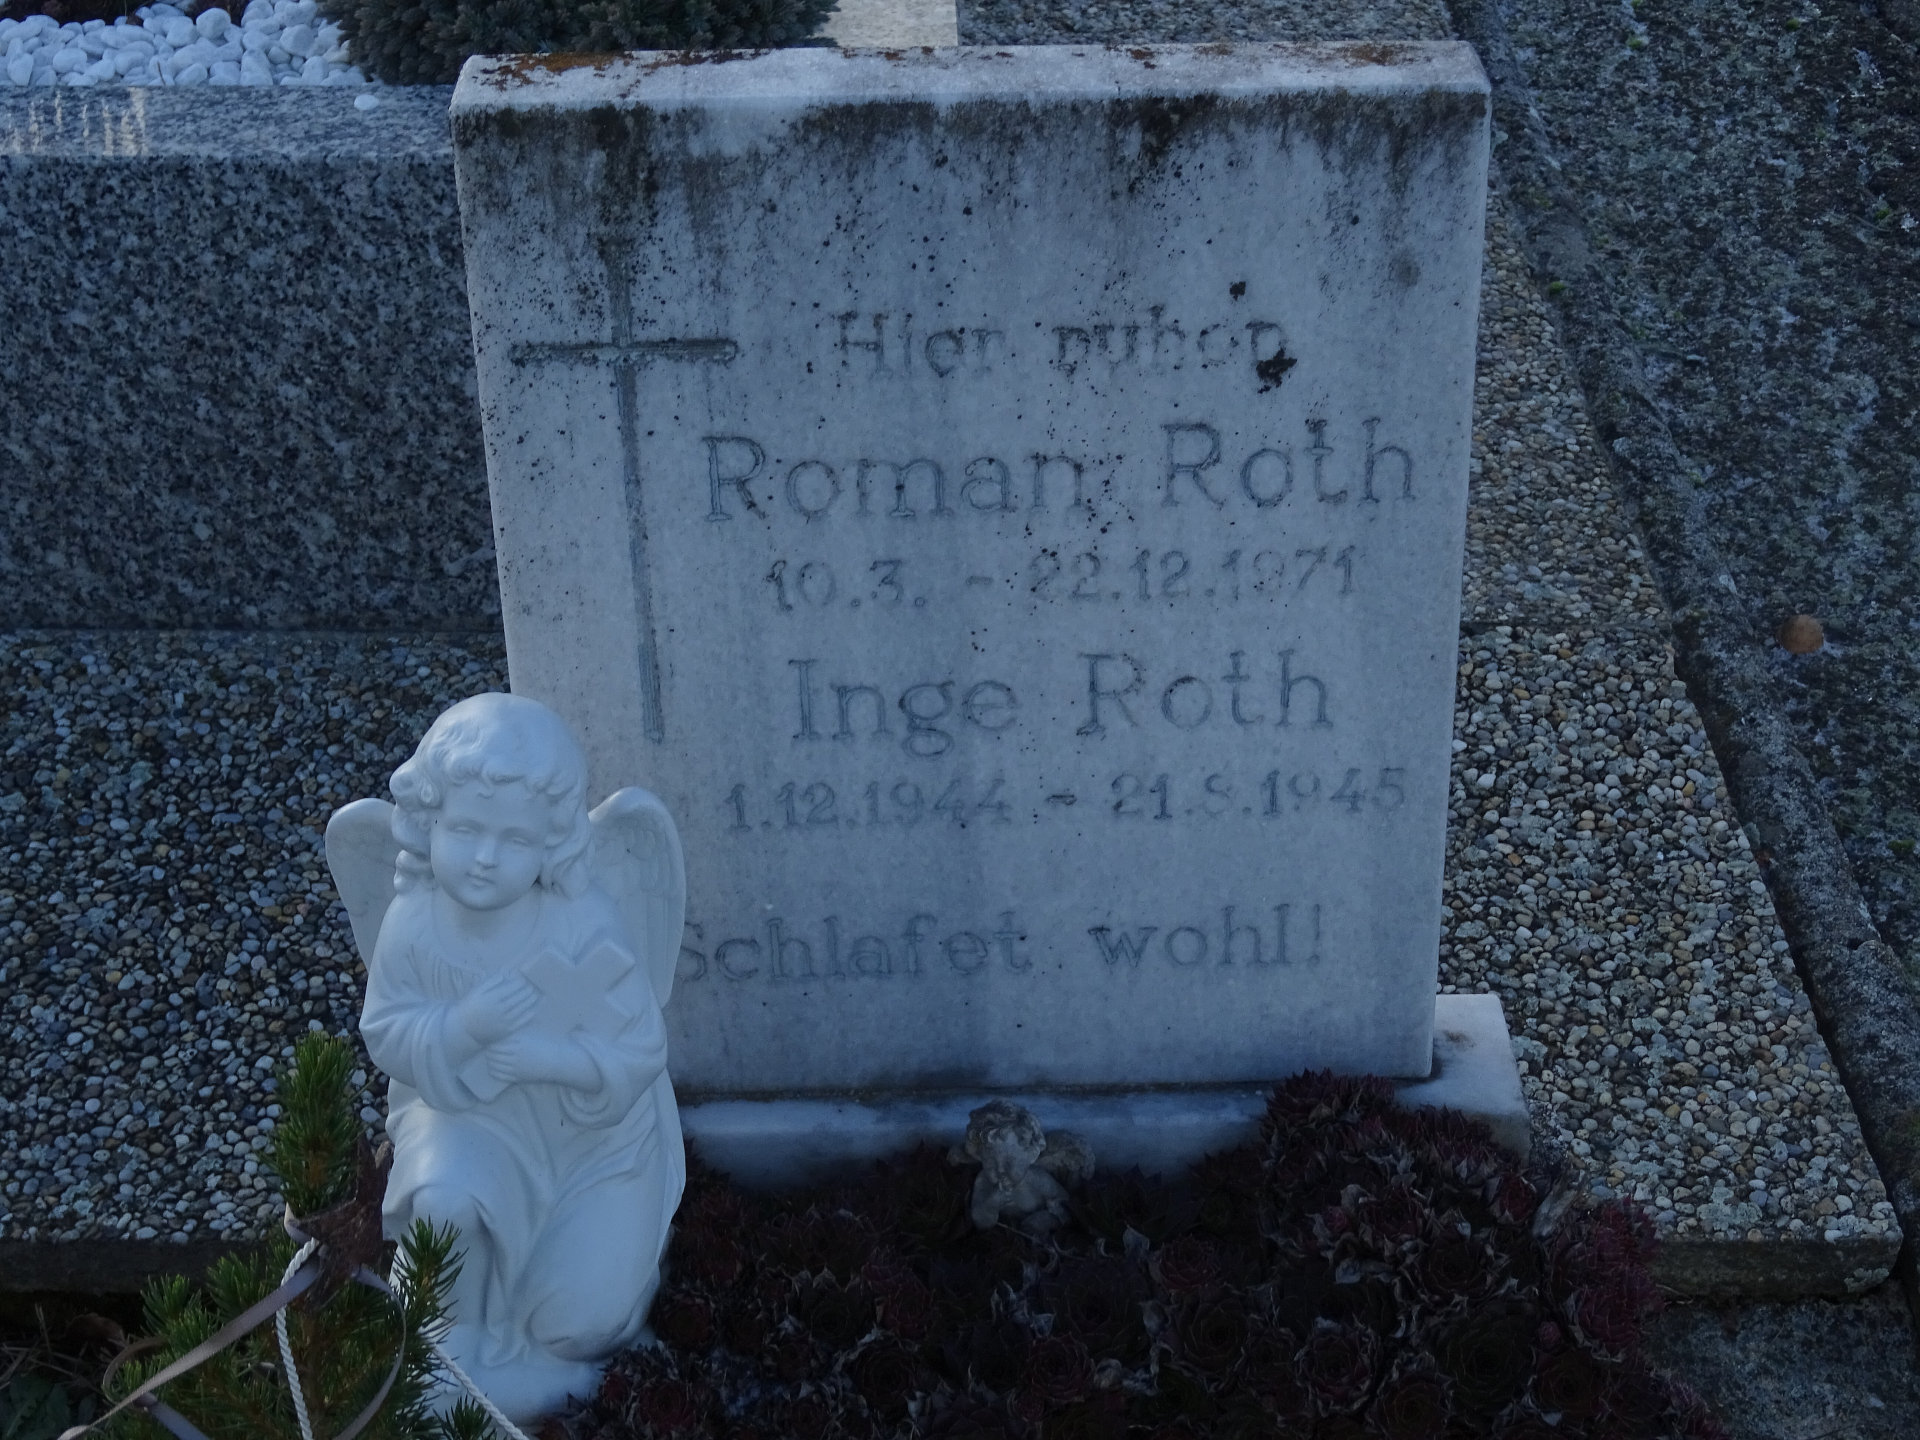 Hier ruhen
Roman Roth
10.3. - 22.12.1971
Inge Roth
1.12.1944 - 21.8.1945
Schlafet wohl!